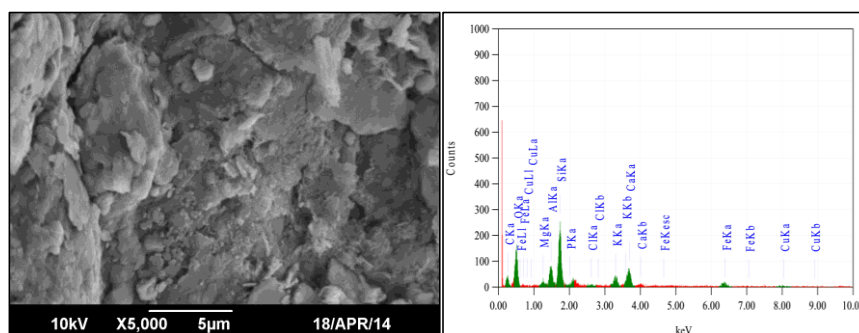 10kV X5,000 5µm 18/APR/14
1000
900
800
700
600
500
400
300
200
100
0
Counts
CKa
OKa
FeLl
FeLa
CuLl
CuLa
MgKa
AlKa
SiKa
PKa
ClKa
ClKb
KKa
KKb
CaKa
CaKb
FeKesc
FeKa
FeKb
CuKa
CuKb
0.00 1.00 2.00 3.00 4.00 5.00 6.00 7.00 8.00 9.00 10.0
keV